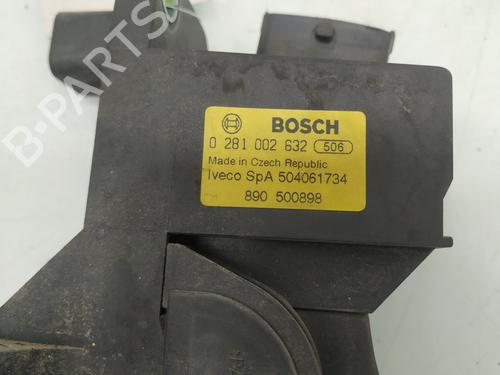 BOSCH
0 281 002 632 506
Made in Czech Republic
Iveco SpA 504061734
890 500898
B-PARTS